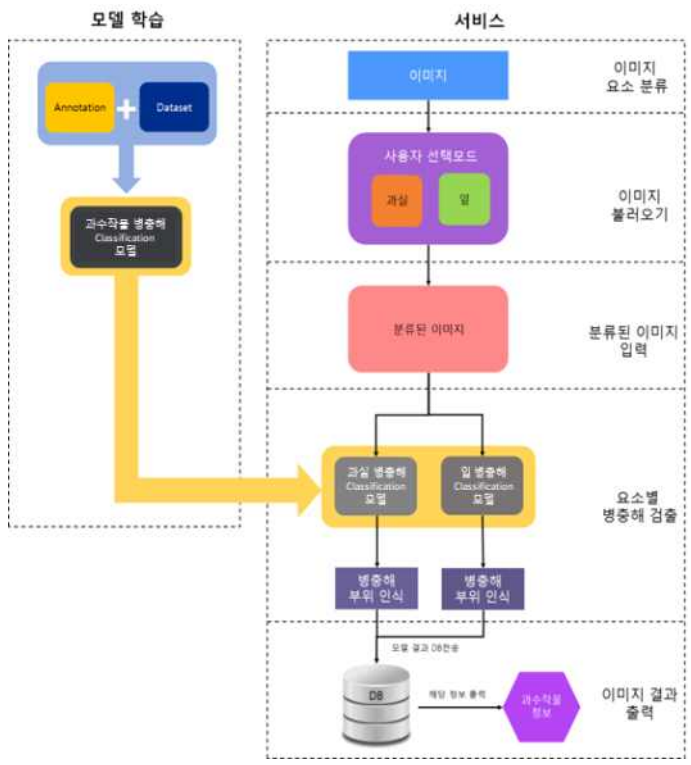 모델 학습
서비스
Annotation
Dataset
과수작물 병충해
Classification
모델
이미지
이미지
요소 분류
사용자 선택모드
과실
잎
이미지
불러오기
분류된 이미지
분류된 이미지
입력
과실 병충해
Classification
모델
잎 병충해
Classification
모델
요소별
병충해 검출
병충해
부위 인식
병충해
부위 인식
모델 결과 DB전송
DB
해당 정보 출력
과수작물
정보
이미지 결과
출력